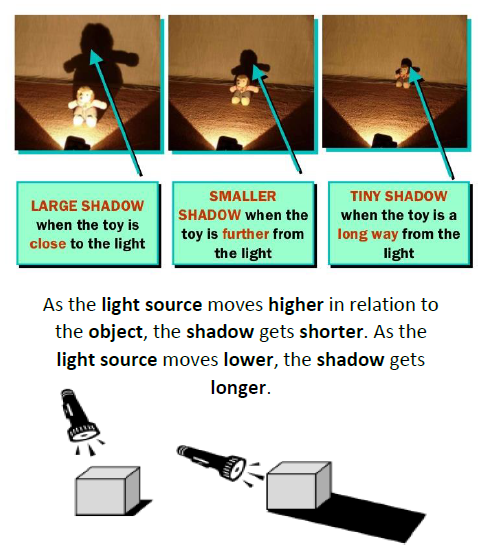 LARGE SHADOW
when the toy is
close to the light
SMALLER
SHADOW when the
toy is further from
the light
TINY SHADOW
when the toy is a
long way from the
light
As the light source moves higher in relation to
the object, the shadow gets shorter. As the
light source moves lower, the shadow gets
longer.